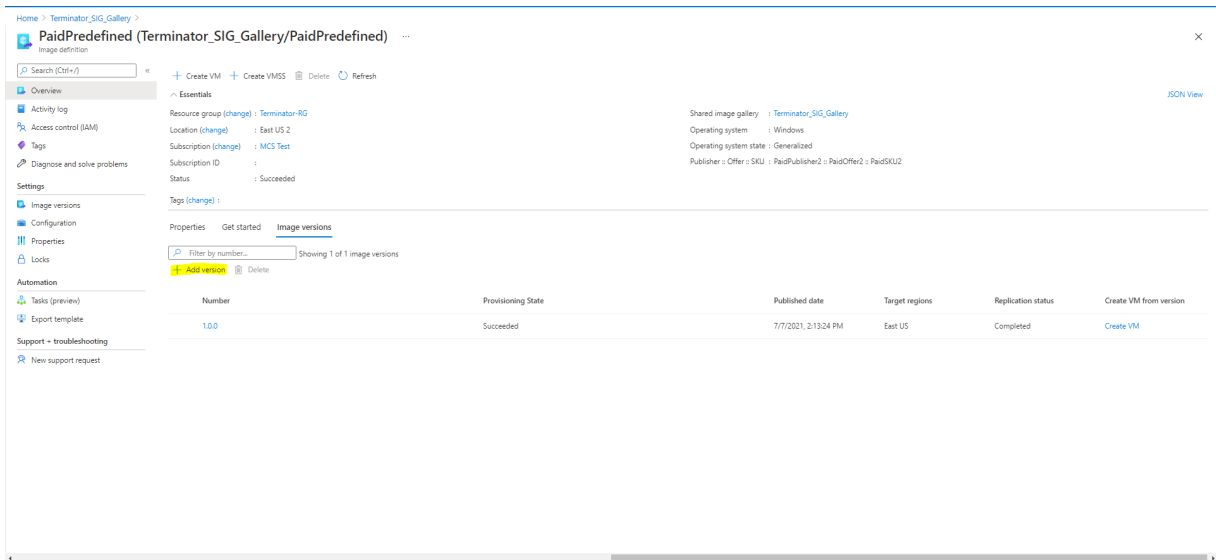 Home > Terminator_SIG_Gallery >
PaidPredefined (Terminator_SIG_Gallery/PaidPredefined) ...
Image definition
Search (Ctrl+/) «
Overview
Activity log
Access control (IAM)
Tags
Diagnose and solve problems
Settings
Image versions
Configuration
Properties
Locks
Automation
Tasks (preview)
Export template
Support + troubleshooting
New support request
+ Create VM + Create VMSS Delete Refresh
Essentials JSON View
Resource group (change) : Terminator-RG
Location (change) : East US 2
Subscription (change) : MCS Test
Subscription ID :
Status : Succeeded
Shared image gallery : Terminator_SIG_Gallery
Operating system : Windows
Operating system state : Generalized
Publisher :: Offer :: SKU : PaidPublisher2 :: PaidOffer2 :: PaidSKU2
Tags (change) :
Properties Get started Image versions
Filter by number... Showing 1 of 1 image versions
+ Add version Delete
Number Provisioning State Published date Target regions Replication status Create VM from version
1.0.0 Succeeded 7/7/2021, 2:13:24 PM East US Completed Create VM